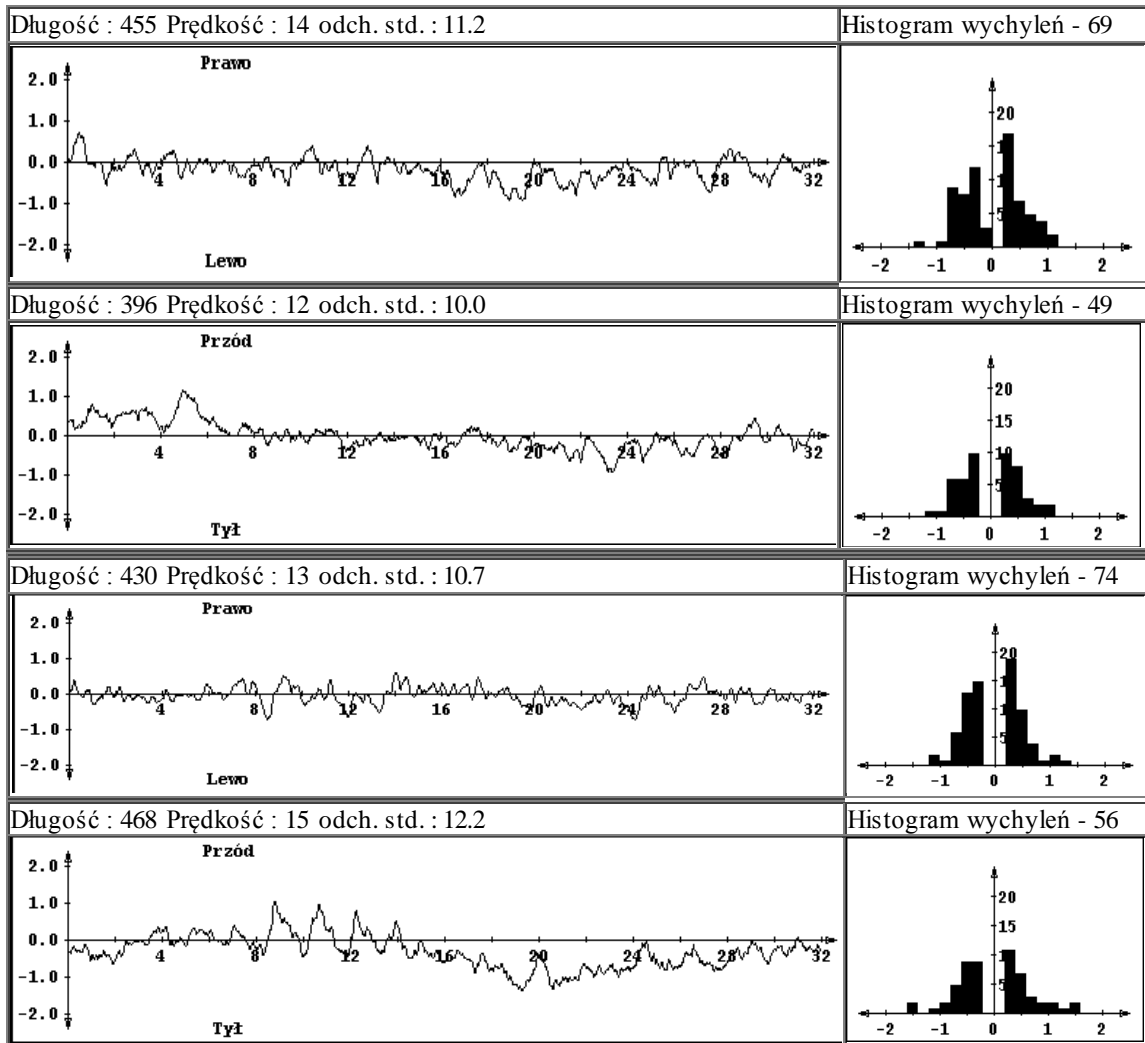 Długość : 455 Prędkość : 14 odch. std. : 11.2 Histogram wychyleń - 69
Prawo
2.0
1.0
0.0
-1.0
-2.0
4 8 12 16 20 24 28 32
Lewo
20
5
-2 -1 0 1 2
Długość : 396 Prędkość : 12 odch. std. : 10.0 Histogram wychyleń - 49
Przód
2.0
1.0
0.0
-1.0
-2.0
4 8 12 16 20 24 28 32
Tył
20
15
10
5
-2 -1 0 1 2
Długość : 430 Prędkość : 13 odch. std. : 10.7 Histogram wychyleń - 74
Prawo
2.0
1.0
0.0
-1.0
-2.0
4 8 12 16 20 24 28 32
Lewo
20
5
-2 -1 0 1 2
Długość : 468 Prędkość : 15 odch. std. : 12.2 Histogram wychyleń - 56
Przód
2.0
1.0
0.0
-1.0
-2.0
4 8 12 16 20 24 28 32
Tył
20
15
10
5
-2 -1 0 1 2